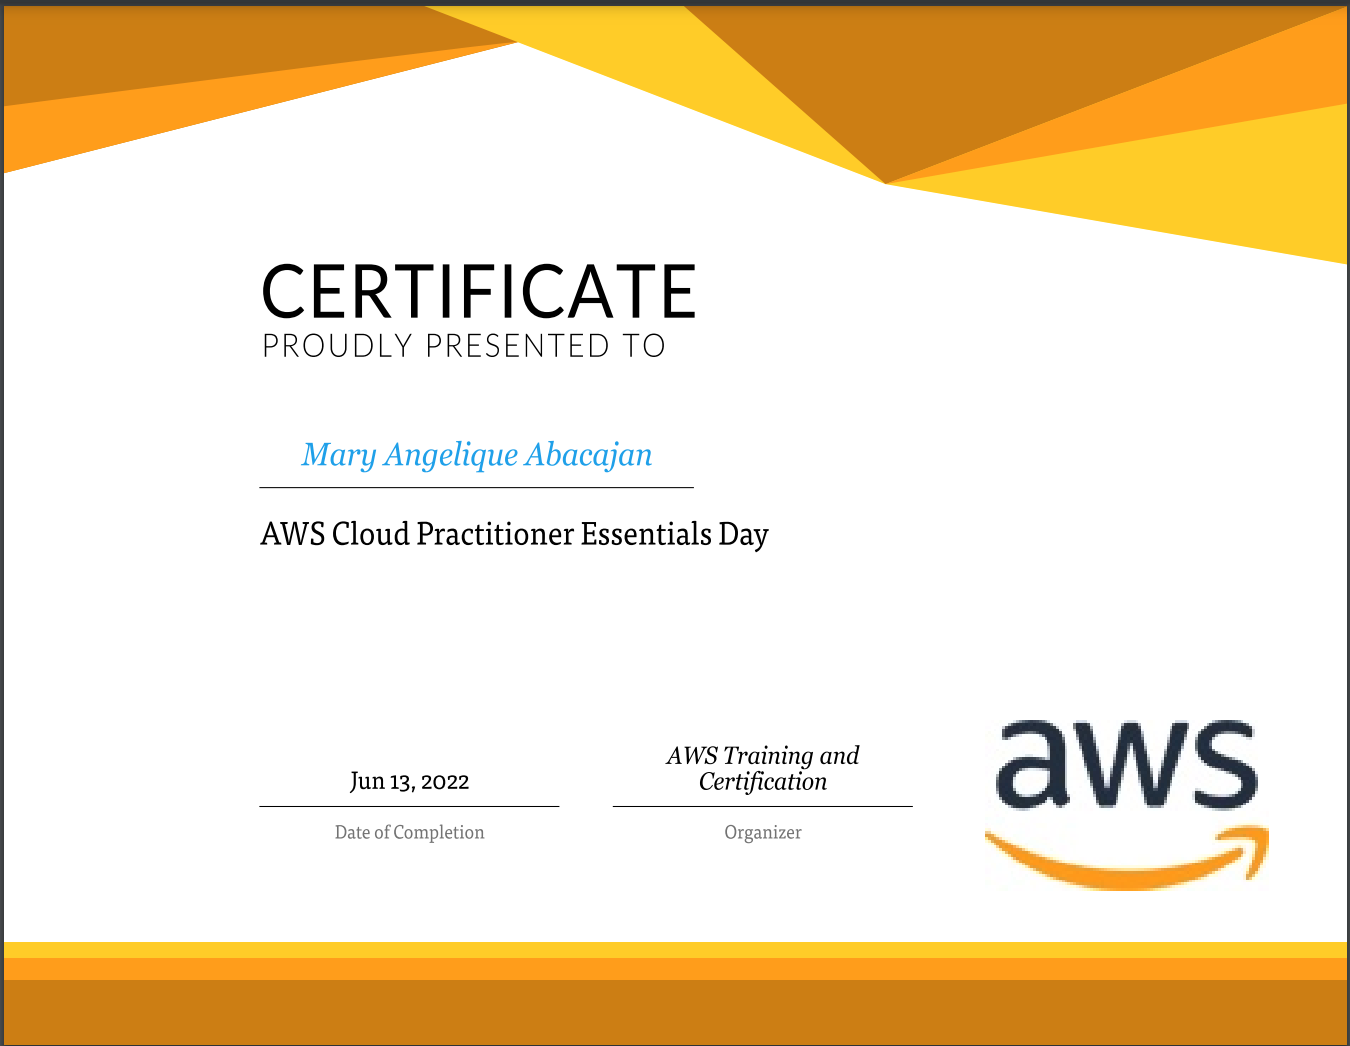 CERTIFICATE
PROUDLY PRESENTED TO
Mary Angelique Abacajan
AWS Cloud Practitioner Essentials Day
Jun 13, 2022
Date of Completion
AWS Training and
Certification
Organizer
aws